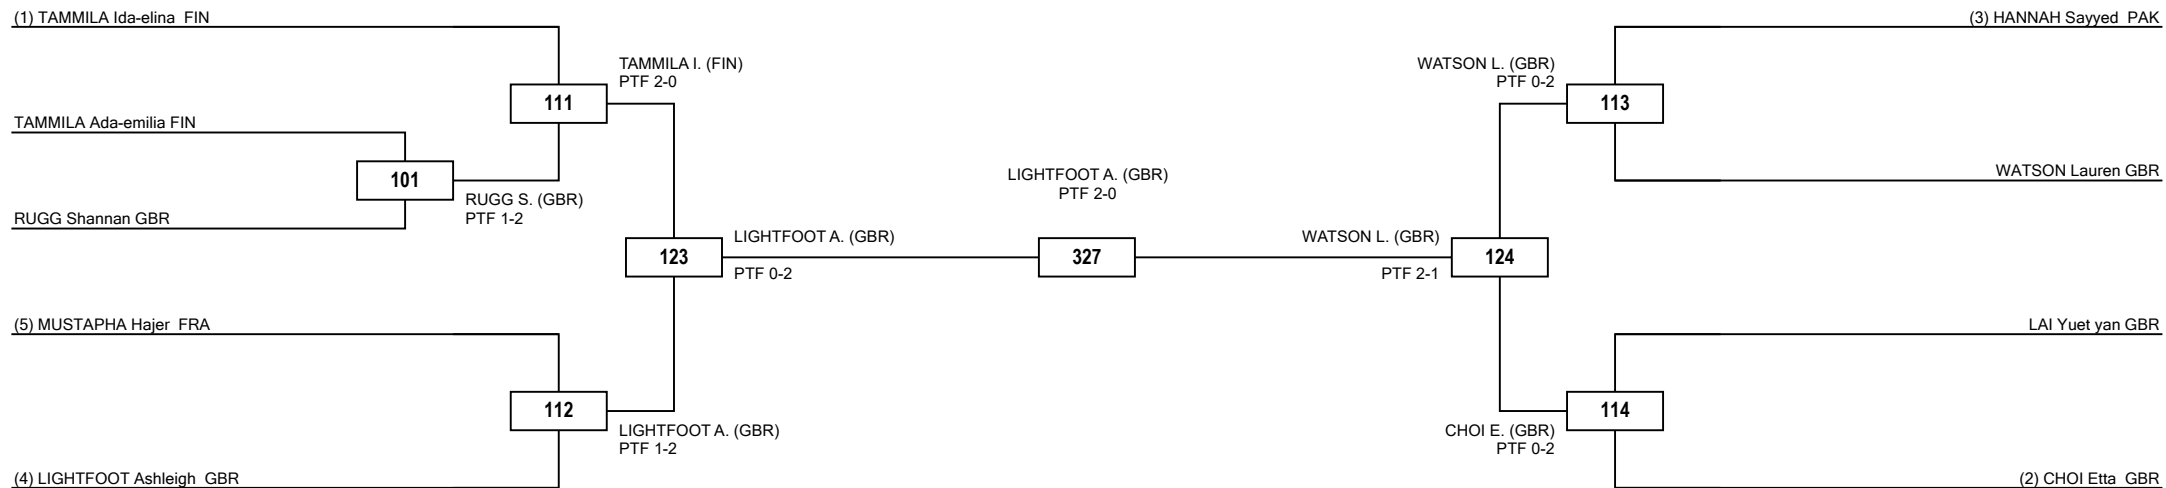 (1) TAMMILA Ida-elina  FIN
TAMMILA I. (FIN)
PTF 2-0
111
TAMMILA Ada-emilia FIN
101
RUGG S. (GBR)
PTF 1-2
RUGG Shannan GBR
123
LIGHTFOOT A. (GBR)
PTF 0-2
(5) MUSTAPHA Hajer  FRA
112
LIGHTFOOT A. (GBR)
PTF 1-2
(4) LIGHTFOOT Ashleigh  GBR
LIGHTFOOT A. (GBR)
PTF 2-0
327
(3) HANNAH Sayyed  PAK
WATSON L. (GBR)
PTF 0-2
113
WATSON Lauren GBR
WATSON L. (GBR)
PTF 2-1
124
LAI Yuet yan GBR
114
CHOI E. (GBR)
PTF 0-2
(2) CHOI Etta  GBR